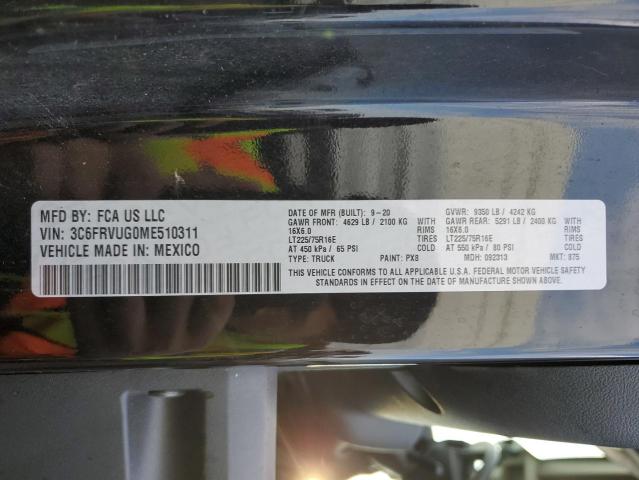 MFD BY: FCA US LLC
VIN: 3C6FRVUG0ME510311
VEHICLE MADE IN: MEXICO
DATE OF MFR (BUILT): 9-20 GVWR: 9350 LB / 4242 KG
GAWR FRONT: 4629 LB / 2100 KG WITH GAWR REAR: 5291 LB / 2400 KG WITH
16X6.0 RIMS 16X6.0 RIMS
LT225/75R16E TIRES LT225/75R16E TIRES
AT 450 kPa / 65 PSI COLD AT 550 kPa / 80 PSI COLD
TYPE: TRUCK PAINT: PX8 MDH: 092313 MKT: 875
THIS VEHICLE CONFORMS TO ALL APPLICABLE U.S.A. FEDERAL MOTOR VEHICLE SAFETY
STANDARDS IN EFFECT ON THE DATE OF MANUFACTURE SHOWN ABOVE.